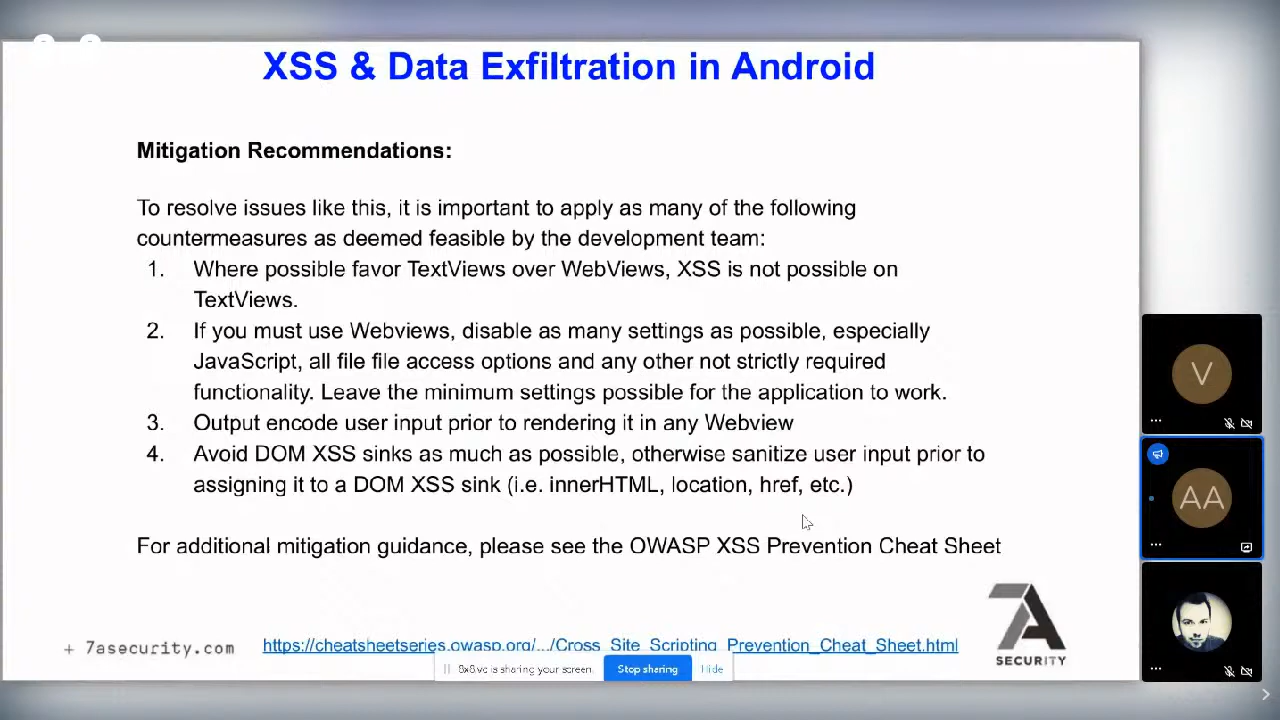 XSS & Data Exfiltration in Android
Mitigation Recommendations:
To resolve issues like this, it is important to apply as many of the following
countermeasures as deemed feasible by the development team:
1. Where possible favor TextViews over WebViews, XSS is not possible on
TextViews.
2. If you must use Webviews, disable as many settings as possible, especially
JavaScript, all file file access options and any other not strictly required
functionality. Leave the minimum settings possible for the application to work.
3. Output encode user input prior to rendering it in any Webview
4. Avoid DOM XSS sinks as much as possible, otherwise sanitize user input prior to
assigning it to a DOM XSS sink (i.e. innerHTML, location, href, etc.)
For additional mitigation guidance, please see the OWASP XSS Prevention Cheat Sheet
+ 7asecurity.com
https://cheatsheetseries.owasp.org/.../Cross_Site_Scripting_Prevention_Cheat_Sheet.html
7A
SECURITY
8x8.vc is sharing your screen.
Stop sharing
Hide
V
AA